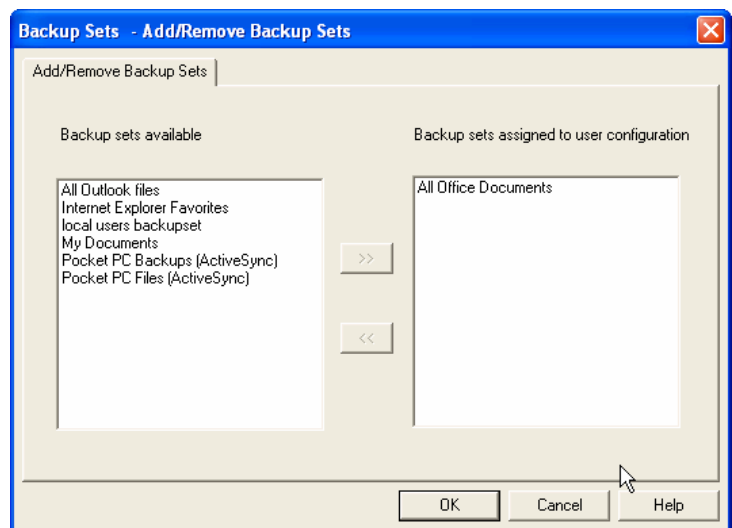 Backup Sets - Add/Remove Backup Sets
Add/Remove Backup Sets
Backup sets available
All Outlook files
Internet Explorer Favorites
local users backupset
My Documents
Pocket PC Backups (ActiveSync)
Pocket PC Files (ActiveSync)
>>
<<
Backup sets assigned to user configuration
All Office Documents
OK Cancel Help